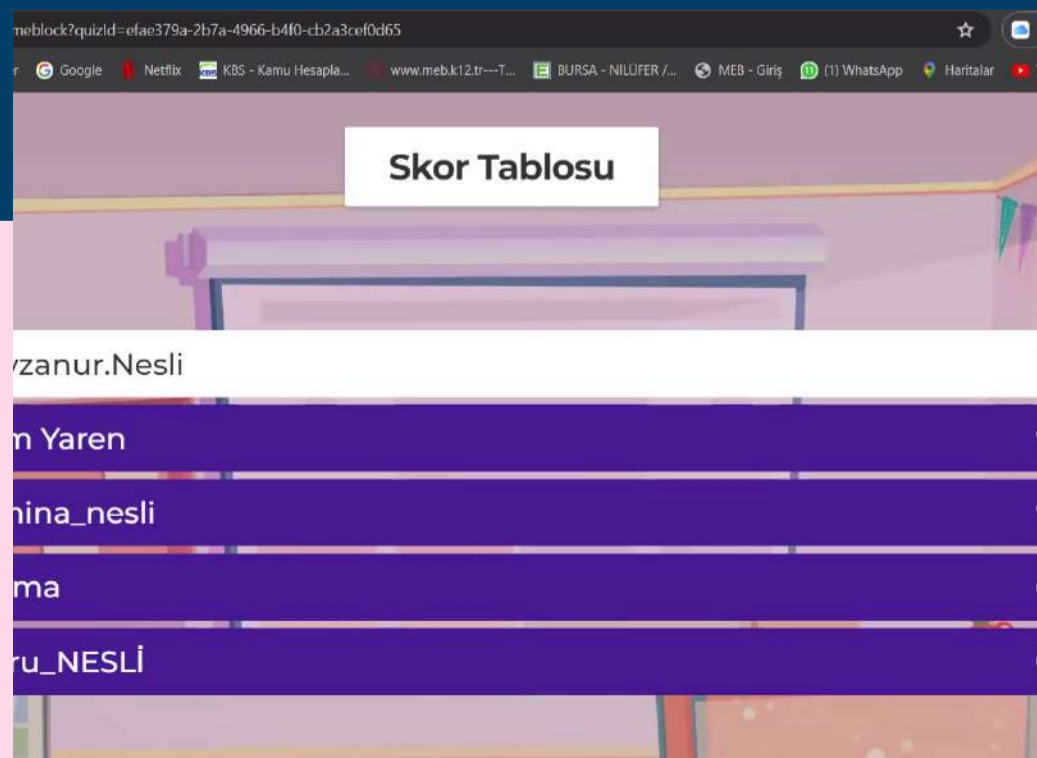 meblock?quizId=efae379a-2b7a-4966-b4f0-cb2a3cef0d65
Google Netflix KBS - Kamu Hesapla... www.meb.k12.tr---T... BURSA - NİLÜFER /... MEB - Giriş (1) WhatsApp Haritalar
Skor Tablosu
yzanur.Nesli
m Yaren
nina_nesli
ma
ru_NESLİ